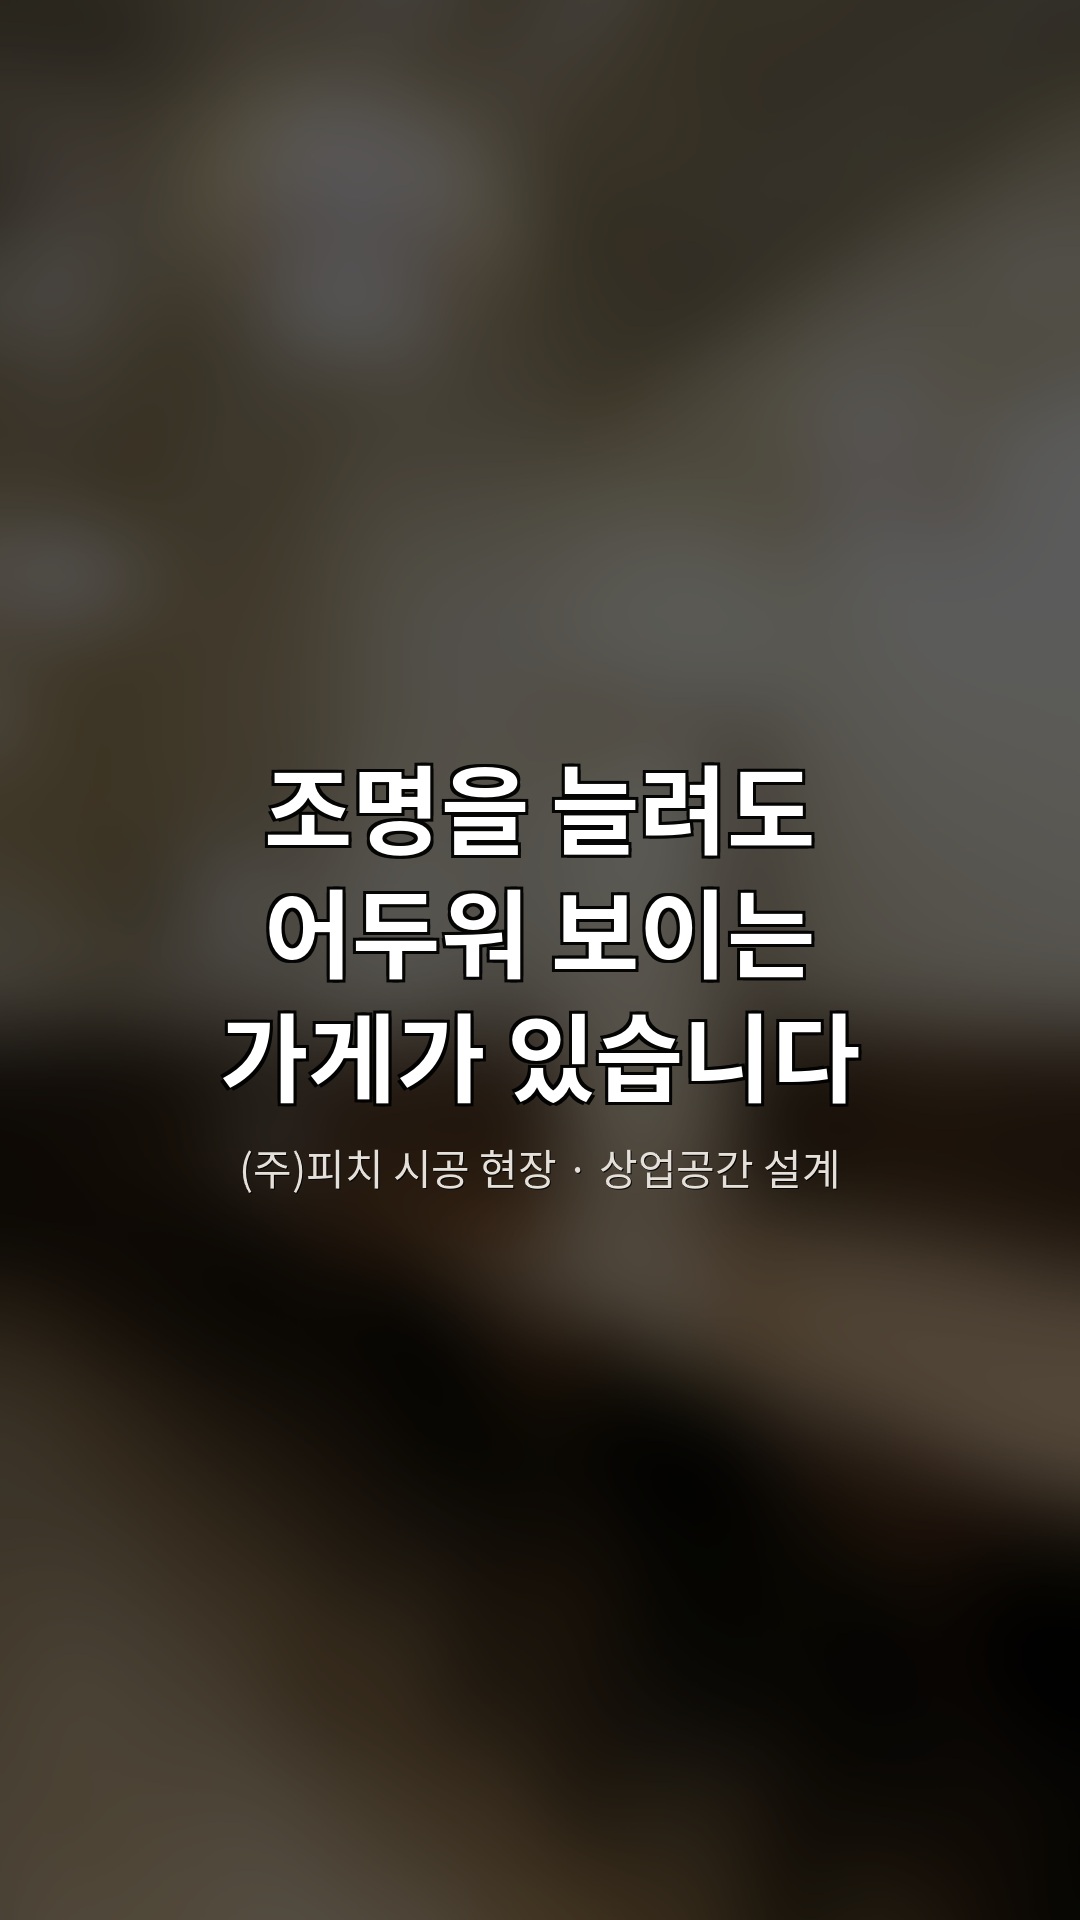 조명을 늘려도
어두워 보이는
가게가 있습니다
(주)피치 시공 현장 · 상업공간 설계